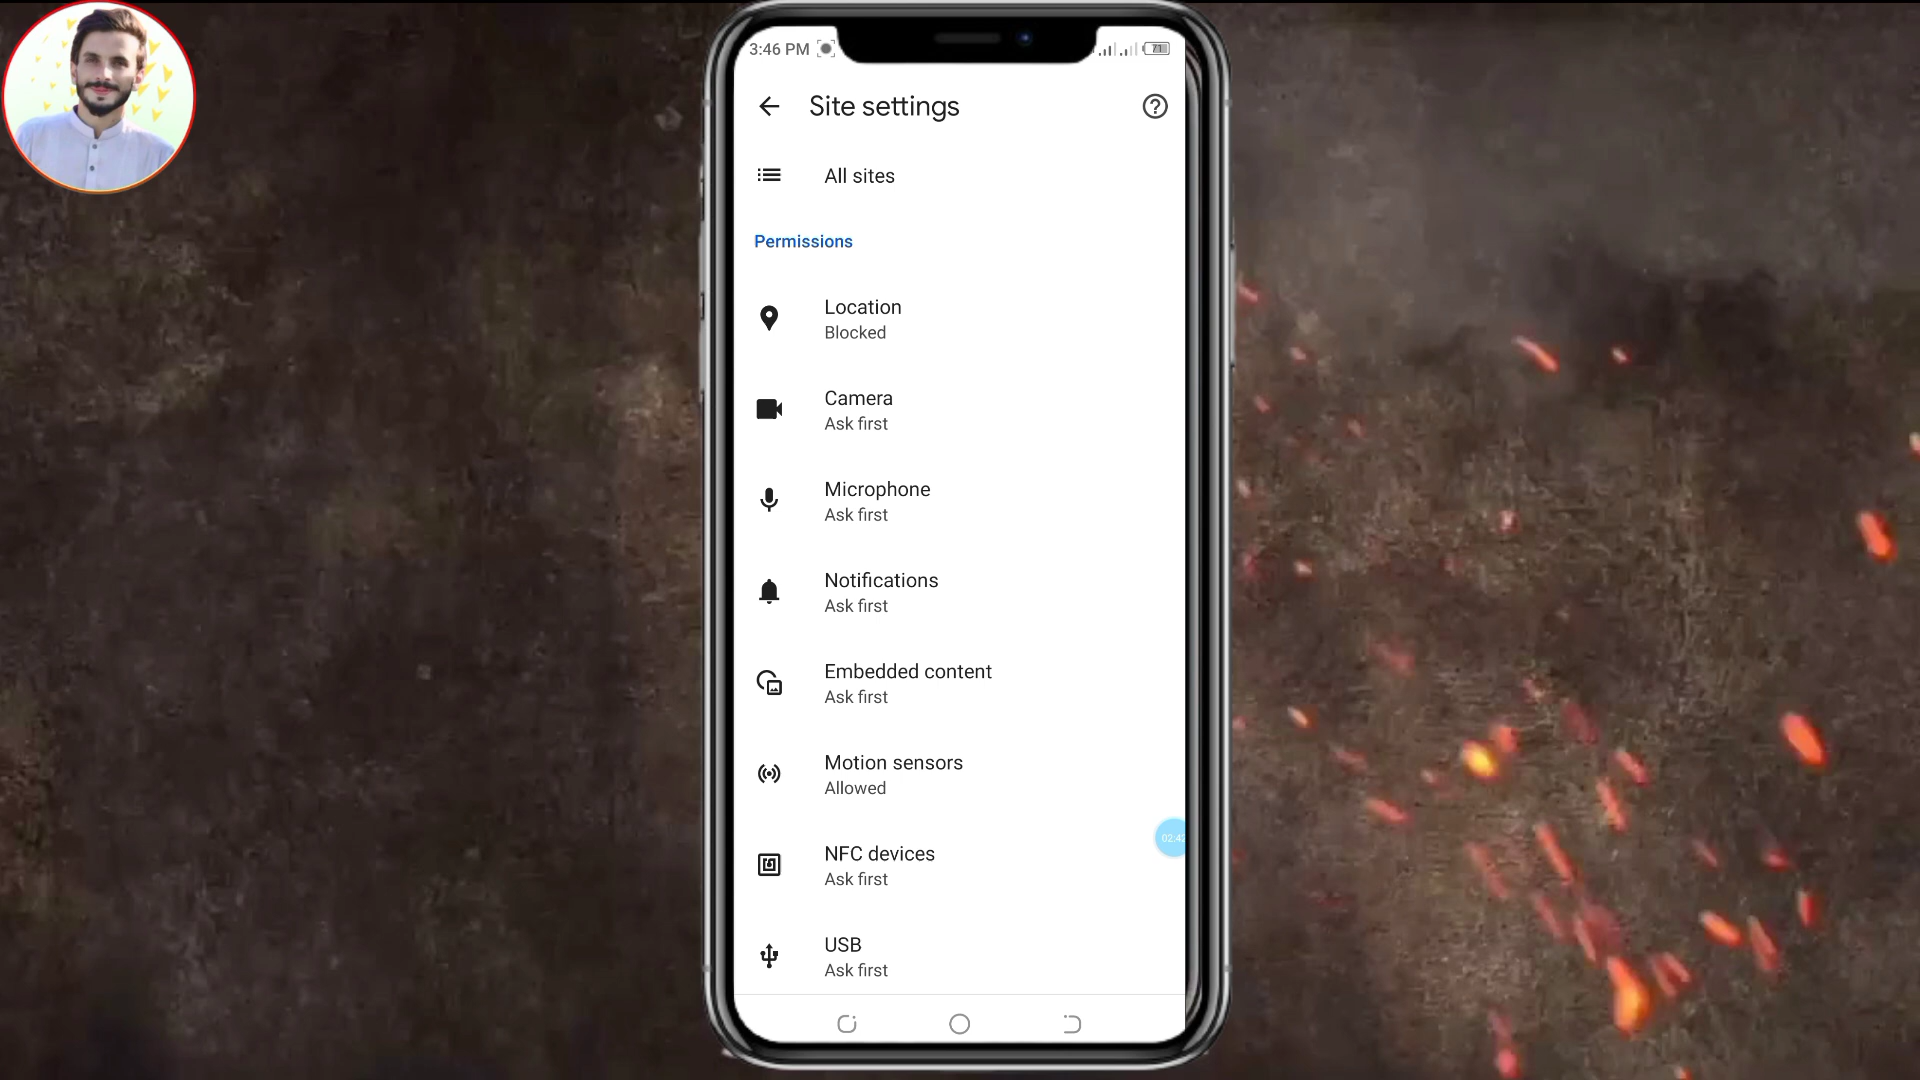 3:46 PM
71
Site settings
All sites
Permissions
Location
Blocked
Camera
Ask first
Microphone
Ask first
Notifications
Ask first
Embedded content
Ask first
Motion sensors
Allowed
NFC devices
Ask first
USB
Ask first